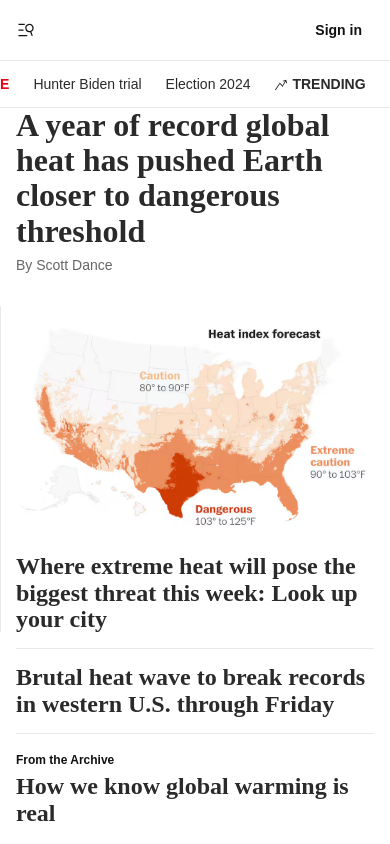 Sign in
E Hunter Biden trial Election 2024 TRENDING
A year of record global
heat has pushed Earth
closer to dangerous
threshold
By Scott Dance
Heat index forecast
Caution
80° to 90°F
Extreme
caution
90° to 103°F
Dangerous
103° to 125°F
Where extreme heat will pose the
biggest threat this week: Look up
your city
Brutal heat wave to break records
in western U.S. through Friday
From the Archive
How we know global warming is
real